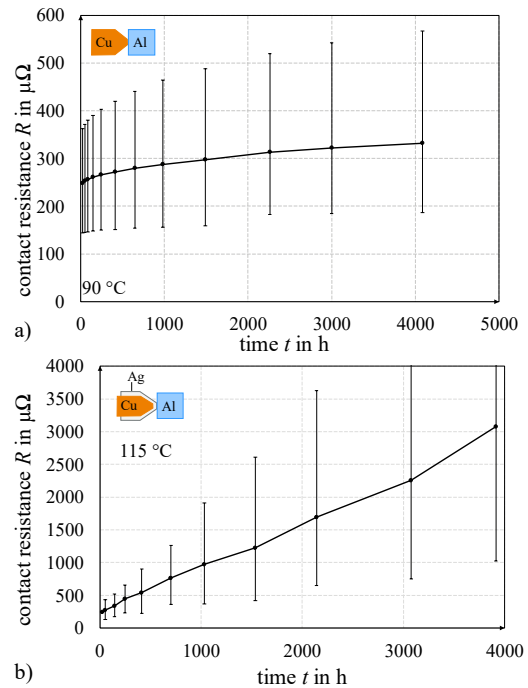 600
Cu Al
500
400
300
200
100
0
90 °C
0 1000 2000 3000 4000 5000
contact resistance R in μΩ
time t in h
a)
4000
Ag
Cu Al
3500
115 °C
3000
2500
2000
1500
1000
500
0
0 1000 2000 3000 4000
contact resistance R in μΩ
time t in h
b)